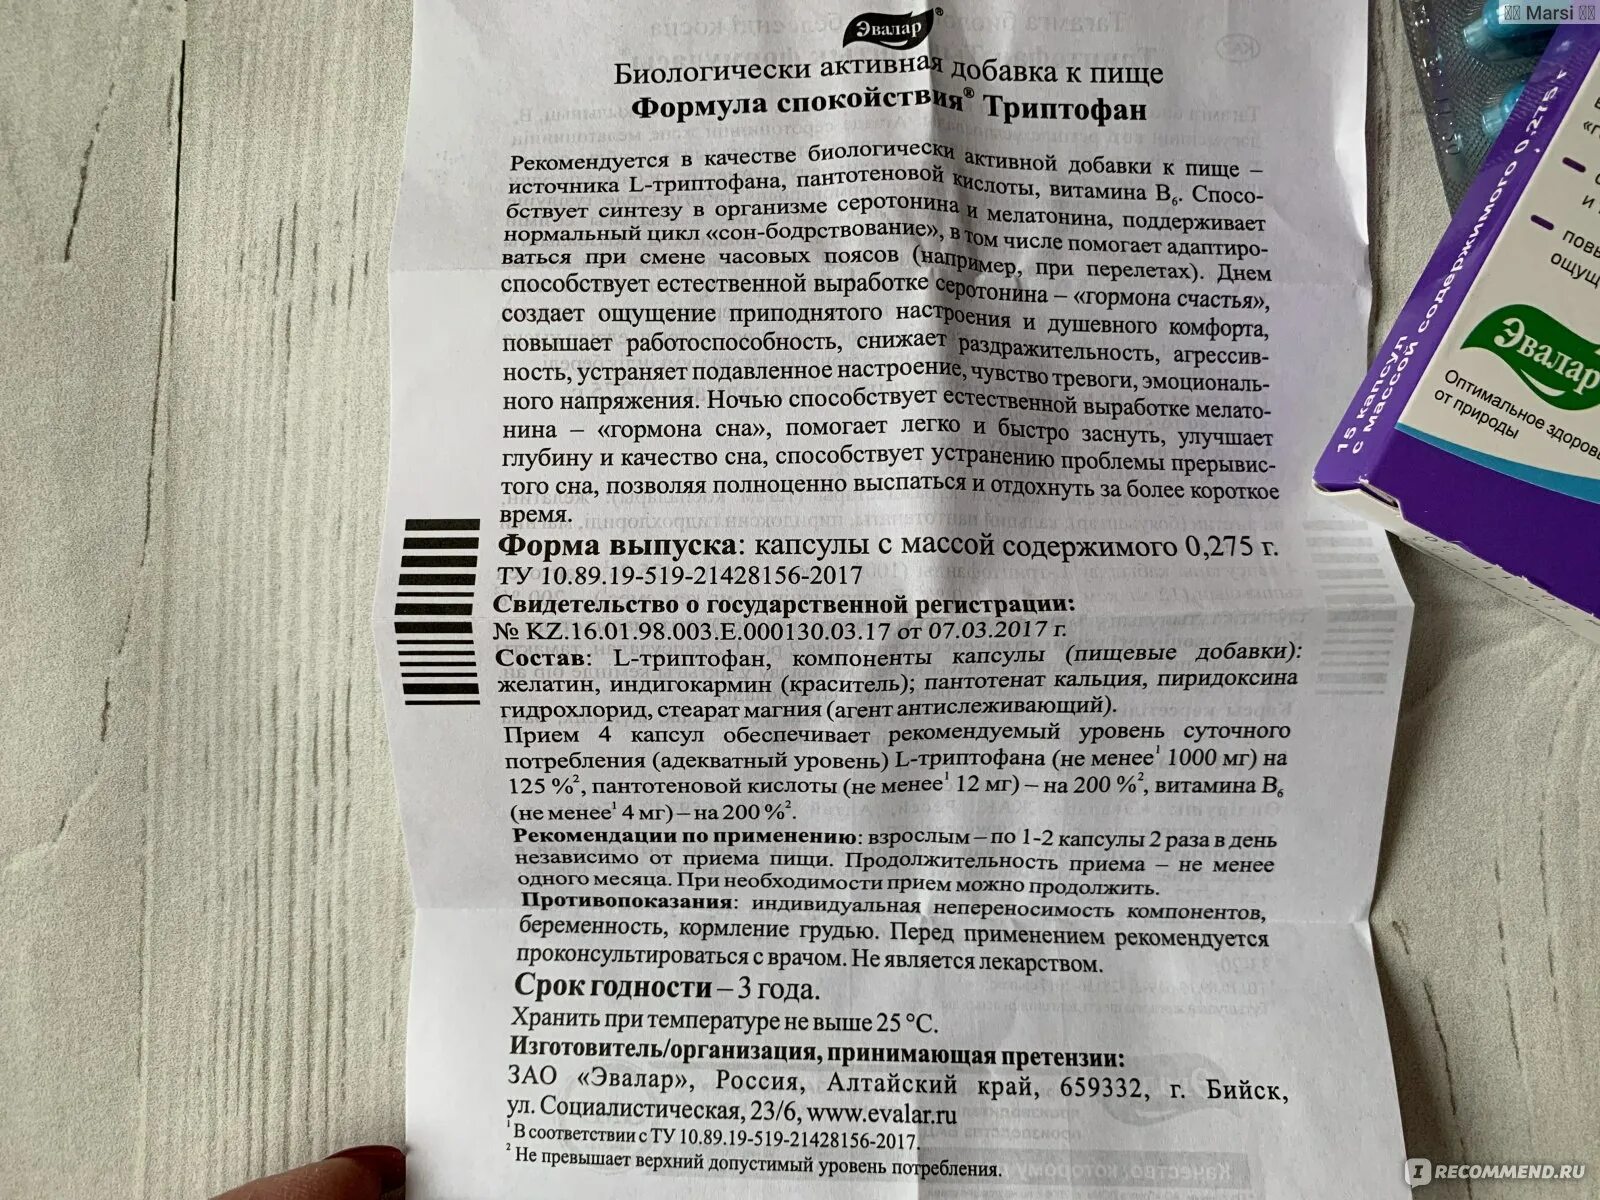 Marsi
Эвалар®
Биологически активная добавка к пище
Формула спокойствия® Триптофан
Рекомендуется в качестве биологически активной добавки к пище –
источника L-триптофана, пантотеновой кислоты, витамина В₆. Спосо-
бствует синтезу в организме серотонина и мелатонина, поддерживает
нормальный цикл «сон-бодрствование», в том числе помогает адаптиро-
ваться при смене часовых поясов (например, при перелетах). Днем
способствует естественной выработке серотонина – «гормона счастья»,
создает ощущение приподнятого настроения и душевного комфорта,
повышает работоспособность, снижает раздражительность, агрессив-
ность, устраняет подавленное настроение, чувство тревоги, эмоциональ-
ного напряжения. Ночью способствует естественной выработке мелато-
нина – «гормона сна», помогает легко и быстро заснуть, улучшает
глубину и качество сна, способствует устранению проблемы прерывис-
того сна, позволяя полноценно выспаться и отдохнуть за более короткое
время.
Форма выпуска: капсулы с массой содержимого 0,275 г.
ТУ 10.89.19-519-21428156-2017
Свидетельство о государственной регистрации:
№ KZ.16.01.98.003.E.000130.03.17 от 07.03.2017 г.
Состав: L-триптофан, компоненты капсулы (пищевые добавки):
желатин, индигокармин (краситель); пантотенат кальция, пиридоксина
гидрохлорид, стеарат магния (агент антислеживающий).
Прием 4 капсул обеспечивает рекомендуемый уровень суточного
потребления (адекватный уровень) L-триптофана (не менее¹ 1000 мг) на
125 %², пантотеновой кислоты (не менее¹ 12 мг) – на 200 %², витамина В₆
(не менее¹ 4 мг) – на 200 %².
Рекомендации по применению: взрослым – по 1-2 капсулы 2 раза в день
независимо от приема пищи. Продолжительность приема – не менее
одного месяца. При необходимости прием можно продолжить.
Противопоказания: индивидуальная непереносимость компонентов,
беременность, кормление грудью. Перед применением рекомендуется
проконсультироваться с врачом. Не является лекарством.
Срок годности – 3 года.
Хранить при температуре не выше 25 °С.
Изготовитель/организация, принимающая претензии:
ЗАО «Эвалар», Россия, Алтайский край, 659332, г. Бийск,
ул. Социалистическая, 23/6, www.evalar.ru
¹ В соответствии с ТУ 10.89.19-519-21428156-2017.
² Не превышает верхний допустимый уровень потребления.
15 капсул
с массой содержимого 0,275 г
Эвалар
Оптимальное
от природы
IRECOMMEND.RU